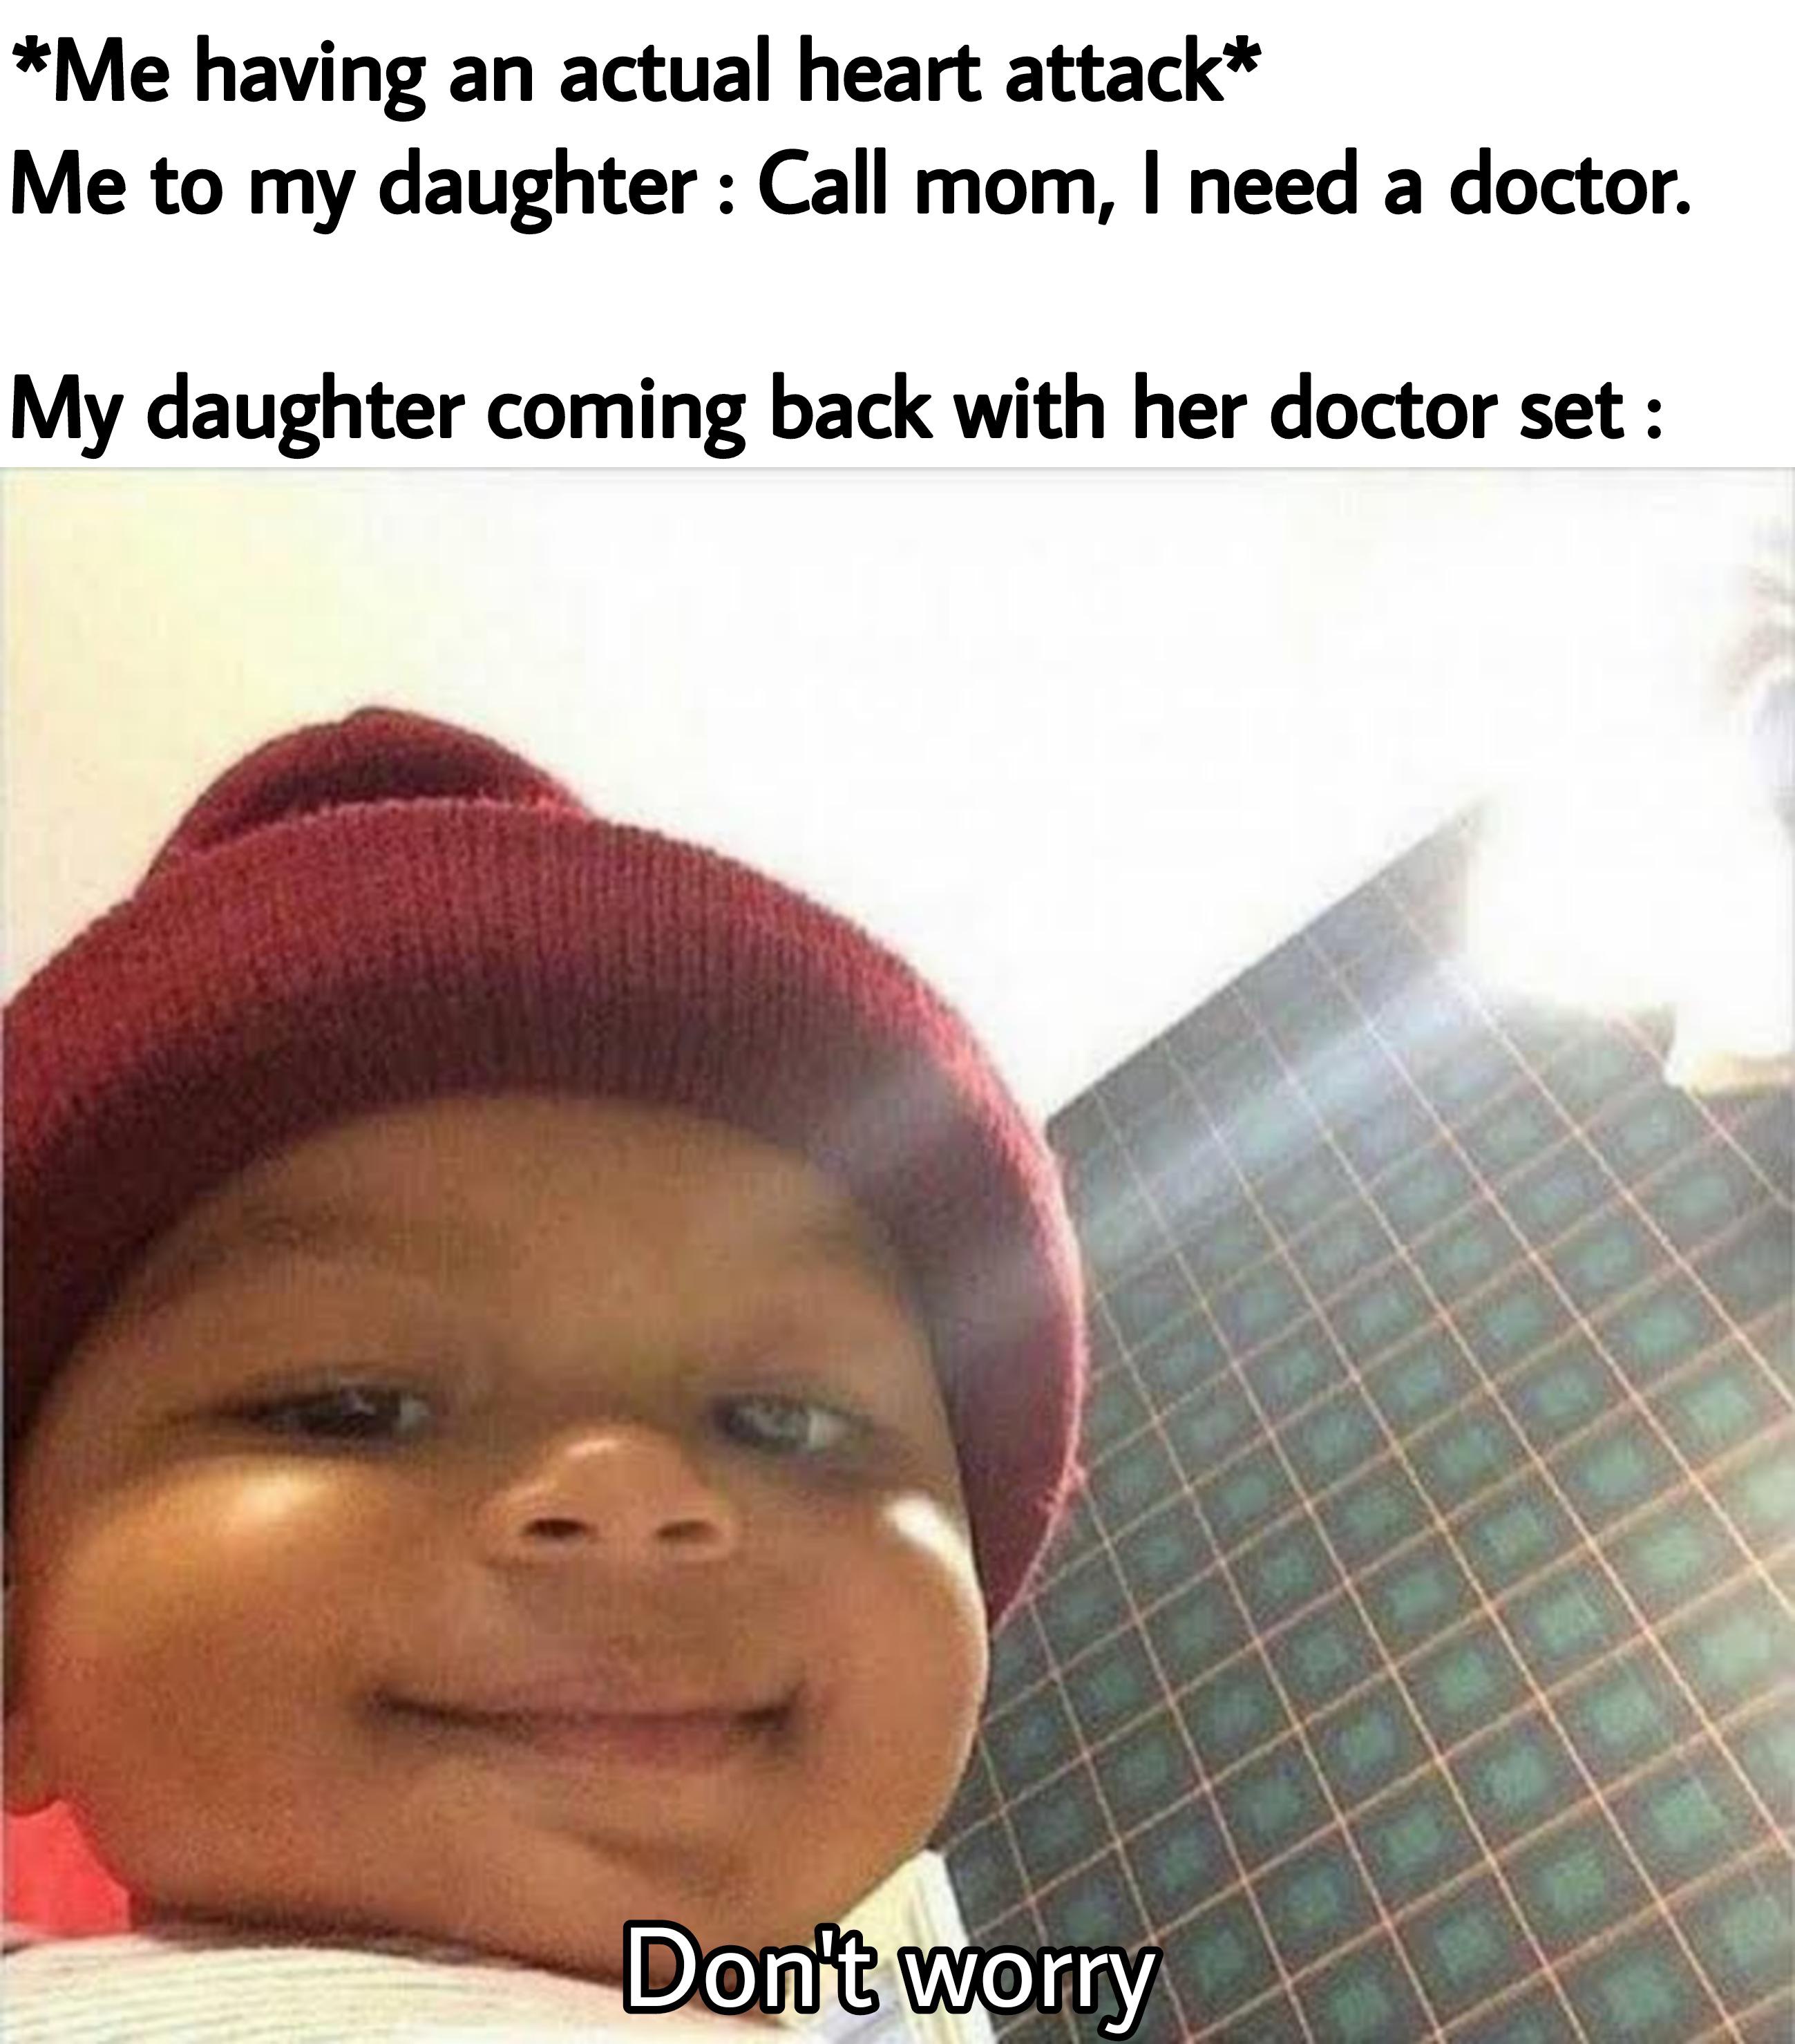 *Me having an actual heart attack*
Me to my daughter : Call mom, I need a doctor.
My daughter coming back with her doctor set :
Don't worry